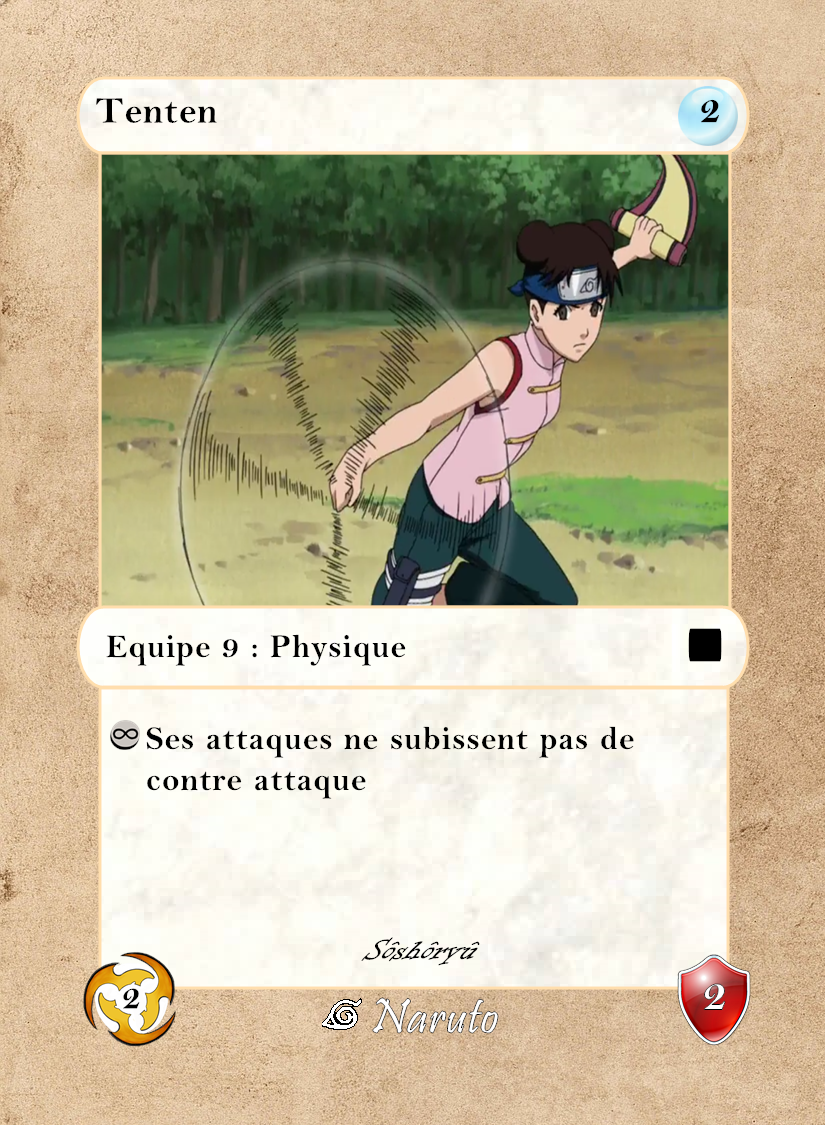 Tenten
2
Equipe 9 : Physique
Ses attaques ne subissent pas de
contre attaque
Sôshôryû
2
Naruto
2